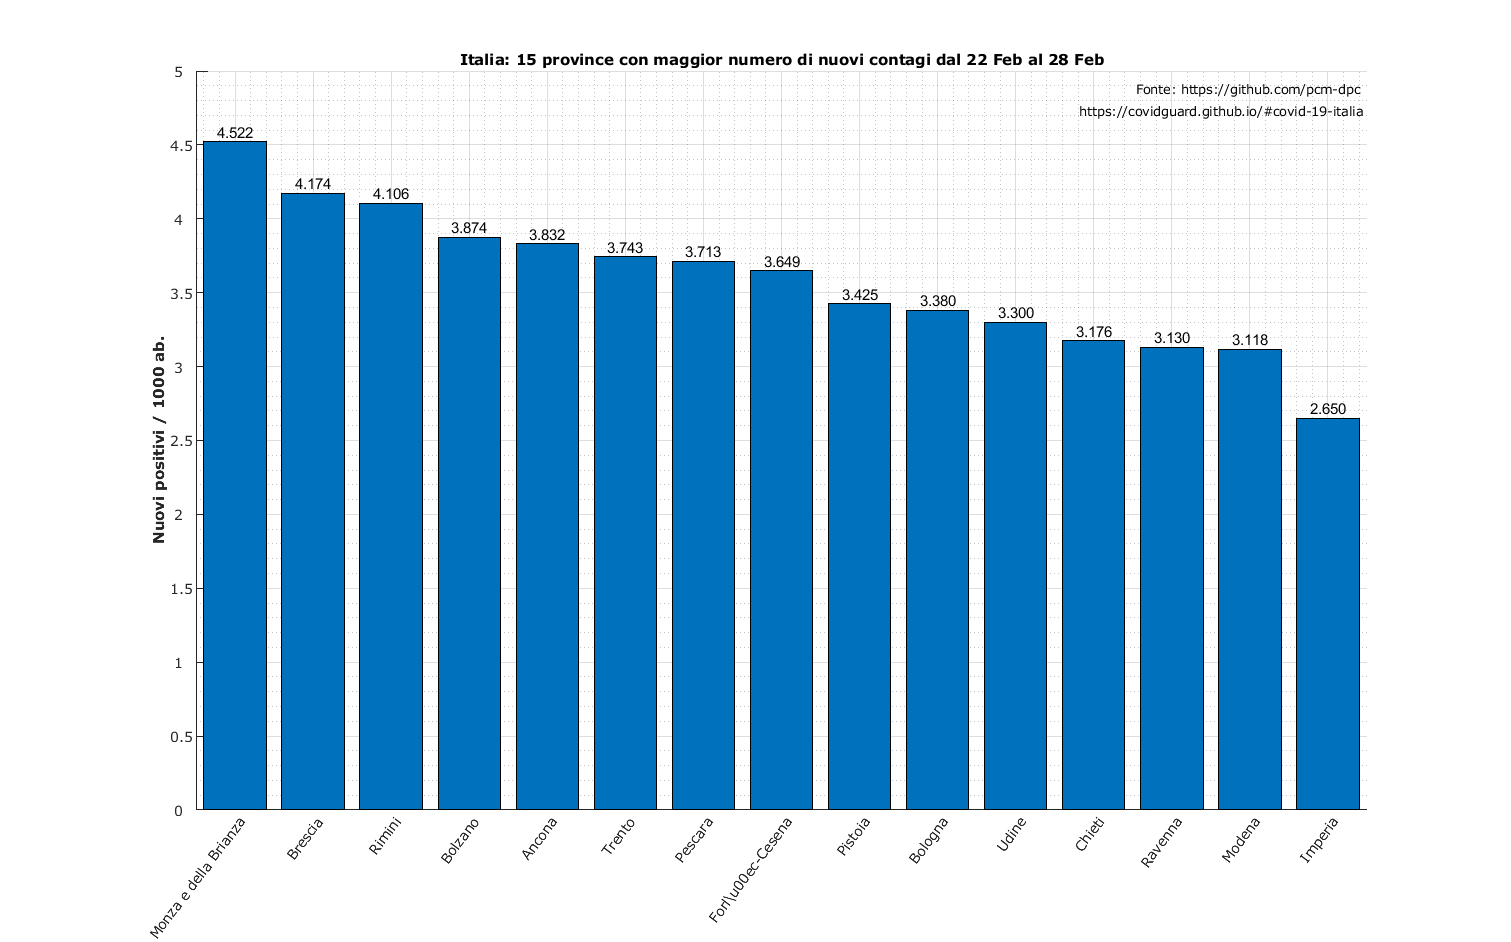 Italia: 15 province con maggior numero di nuovi contagi dal 22 Feb al 28 Feb
Fonte: https://github.com/pcm-dpc
https://covidguard.github.io/#covid-19-italia
Nuovi positivi / 1000 ab.
5
4.5
4
3.5
3
2.5
2
1.5
1
0.5
0
4.522
4.174
4.106
3.874
3.832
3.743
3.713
3.649
3.425
3.380
3.300
3.176
3.130
3.118
2.650
Monza e della Brianza
Brescia
Rimini
Bolzano
Ancona
Trento
Pescara
Forl\u00ec-Cesena
Pistoia
Bologna
Udine
Chieti
Ravenna
Modena
Imperia